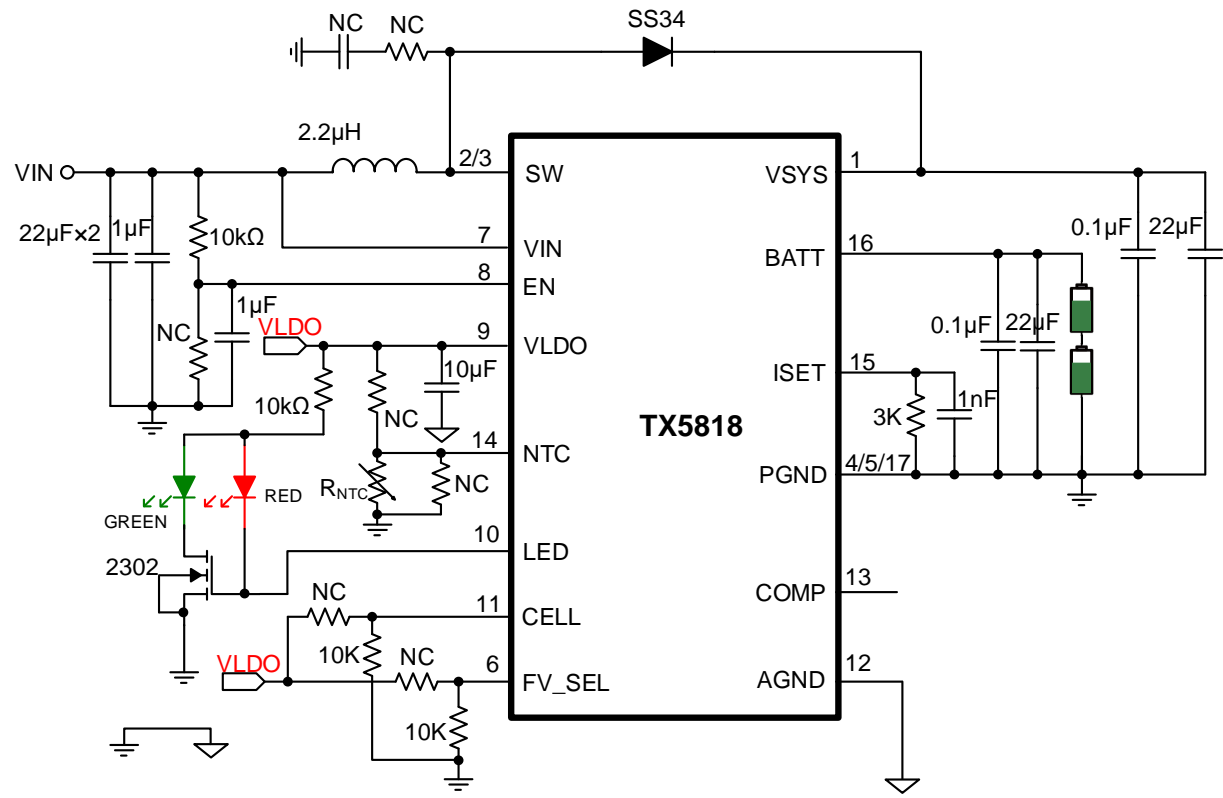 NC
NC
SS34
2.2µH
VIN
2/3
SW
VSYS
1
22µF×2
1µF
10kΩ
7
VIN
8
EN
BATT
16
0.1µF
22µF
NC
1µF
VLDO
9
VLDO
0.1µF
22µF
10kΩ
NC
10µF
ISET
15
3K
1nF
TX5818
14
NTC
RNTC
NC
PGND
4/5/17
GREEN
RED
10
LED
2302
NC
11
CELL
COMP
13
10K
NC
VLDO
6
FV_SEL
AGND
12
10K